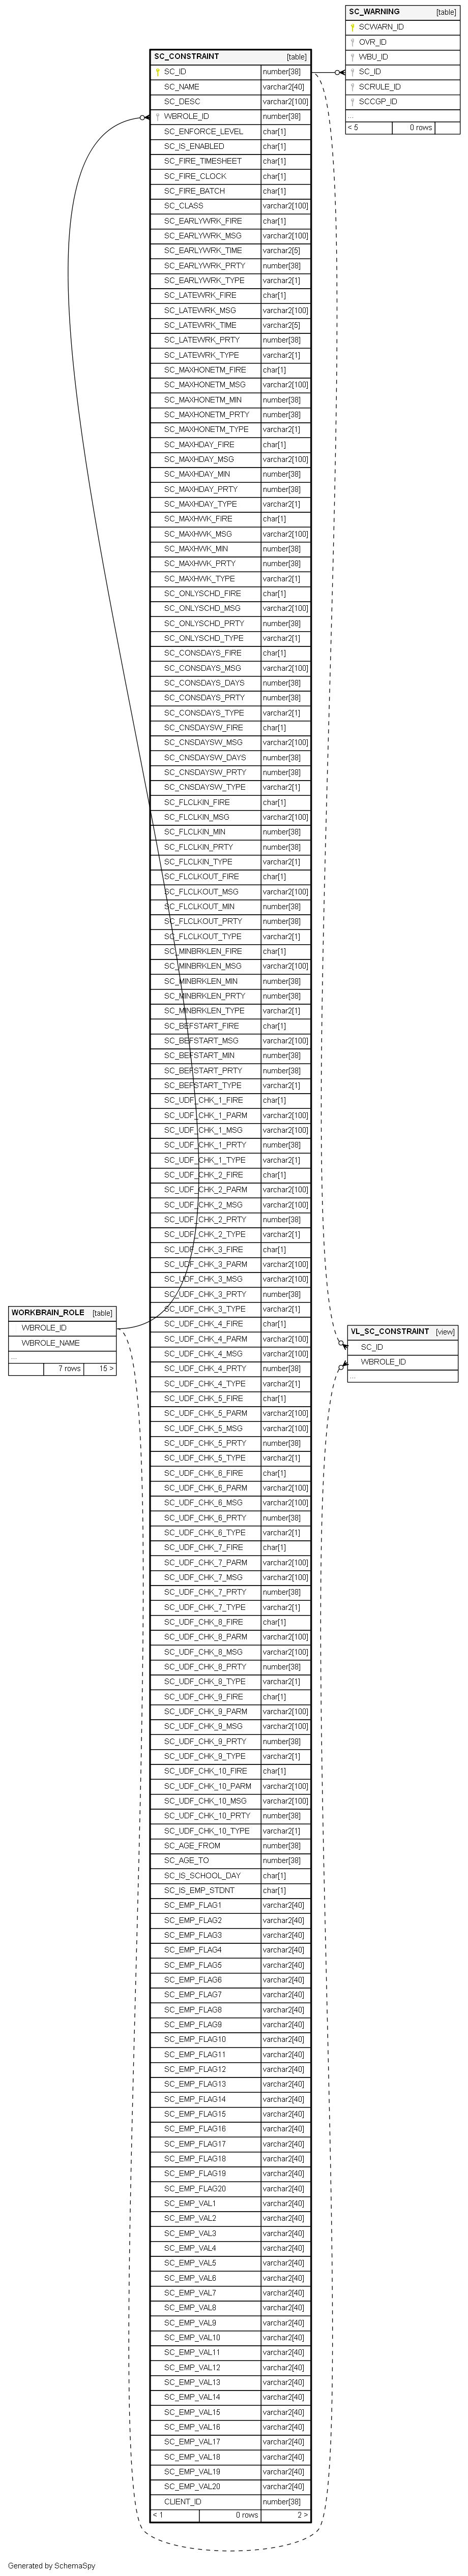 SC_WARNING [table]
SCWARN_ID
OVR_ID
WBU_ID
SC_ID
SCRULE_ID
SCCGP_ID
...
< 5 0 rows
SC_CONSTRAINT [table]
SC_ID number[38]
SC_NAME varchar2[40]
SC_DESC varchar2[100]
WBROLE_ID number[38]
SC_ENFORCE_LEVEL char[1]
SC_IS_ENABLED char[1]
SC_FIRE_TIMESHEET char[1]
SC_FIRE_CLOCK char[1]
SC_FIRE_BATCH char[1]
SC_CLASS varchar2[100]
SC_EARLYWRK_FIRE char[1]
SC_EARLYWRK_MSG varchar2[100]
SC_EARLYWRK_TIME varchar2[5]
SC_EARLYWRK_PRTY number[38]
SC_EARLYWRK_TYPE varchar2[1]
SC_LATEWRK_FIRE char[1]
SC_LATEWRK_MSG varchar2[100]
SC_LATEWRK_TIME varchar2[5]
SC_LATEWRK_PRTY number[38]
SC_LATEWRK_TYPE varchar2[1]
SC_MAXHONETM_FIRE char[1]
SC_MAXHONETM_MSG varchar2[100]
SC_MAXHONETM_MIN number[38]
SC_MAXHONETM_PRTY number[38]
SC_MAXHONETM_TYPE varchar2[1]
SC_MAXHDAY_FIRE char[1]
SC_MAXHDAY_MSG varchar2[100]
SC_MAXHDAY_MIN number[38]
SC_MAXHDAY_PRTY number[38]
SC_MAXHDAY_TYPE varchar2[1]
SC_MAXHWK_FIRE char[1]
SC_MAXHWK_MSG varchar2[100]
SC_MAXHWK_MIN number[38]
SC_MAXHWK_PRTY number[38]
SC_MAXHWK_TYPE varchar2[1]
SC_ONLYSCHD_FIRE char[1]
SC_ONLYSCHD_MSG varchar2[100]
SC_ONLYSCHD_PRTY number[38]
SC_ONLYSCHD_TYPE varchar2[1]
SC_CONSDAYS_FIRE char[1]
SC_CONSDAYS_MSG varchar2[100]
SC_CONSDAYS_DAYS number[38]
SC_CONSDAYS_PRTY number[38]
SC_CONSDAYS_TYPE varchar2[1]
SC_CNSDAYSW_FIRE char[1]
SC_CNSDAYSW_MSG varchar2[100]
SC_CNSDAYSW_DAYS number[38]
SC_CNSDAYSW_PRTY number[38]
SC_CNSDAYSW_TYPE varchar2[1]
SC_FLCLKIN_FIRE char[1]
SC_FLCLKIN_MSG varchar2[100]
SC_FLCLKIN_MIN number[38]
SC_FLCLKIN_PRTY number[38]
SC_FLCLKIN_TYPE varchar2[1]
SC_FLCLKOUT_FIRE char[1]
SC_FLCLKOUT_MSG varchar2[100]
SC_FLCLKOUT_MIN number[38]
SC_FLCLKOUT_PRTY number[38]
SC_FLCLKOUT_TYPE varchar2[1]
SC_MINBRKLEN_FIRE char[1]
SC_MINBRKLEN_MSG varchar2[100]
SC_MINBRKLEN_MIN number[38]
SC_MINBRKLEN_PRTY number[38]
SC_MINBRKLEN_TYPE varchar2[1]
SC_BEFSTART_FIRE char[1]
SC_BEFSTART_MSG varchar2[100]
SC_BEFSTART_MIN number[38]
SC_BEFSTART_PRTY number[38]
SC_BEFSTART_TYPE varchar2[1]
SC_UDF_CHK_1_FIRE char[1]
SC_UDF_CHK_1_PARM varchar2[100]
SC_UDF_CHK_1_MSG varchar2[100]
SC_UDF_CHK_1_PRTY number[38]
SC_UDF_CHK_1_TYPE varchar2[1]
SC_UDF_CHK_2_FIRE char[1]
SC_UDF_CHK_2_PARM varchar2[100]
SC_UDF_CHK_2_MSG varchar2[100]
SC_UDF_CHK_2_PRTY number[38]
SC_UDF_CHK_2_TYPE varchar2[1]
SC_UDF_CHK_3_FIRE char[1]
SC_UDF_CHK_3_PARM varchar2[100]
SC_UDF_CHK_3_MSG varchar2[100]
SC_UDF_CHK_3_PRTY number[38]
SC_UDF_CHK_3_TYPE varchar2[1]
SC_UDF_CHK_4_FIRE char[1]
SC_UDF_CHK_4_PARM varchar2[100]
SC_UDF_CHK_4_MSG varchar2[100]
SC_UDF_CHK_4_PRTY number[38]
SC_UDF_CHK_4_TYPE varchar2[1]
SC_UDF_CHK_5_FIRE char[1]
SC_UDF_CHK_5_PARM varchar2[100]
SC_UDF_CHK_5_MSG varchar2[100]
SC_UDF_CHK_5_PRTY number[38]
SC_UDF_CHK_5_TYPE varchar2[1]
SC_UDF_CHK_6_FIRE char[1]
SC_UDF_CHK_6_PARM varchar2[100]
SC_UDF_CHK_6_MSG varchar2[100]
SC_UDF_CHK_6_PRTY number[38]
SC_UDF_CHK_6_TYPE varchar2[1]
SC_UDF_CHK_7_FIRE char[1]
SC_UDF_CHK_7_PARM varchar2[100]
SC_UDF_CHK_7_MSG varchar2[100]
SC_UDF_CHK_7_PRTY number[38]
SC_UDF_CHK_7_TYPE varchar2[1]
SC_UDF_CHK_8_FIRE char[1]
SC_UDF_CHK_8_PARM varchar2[100]
SC_UDF_CHK_8_MSG varchar2[100]
SC_UDF_CHK_8_PRTY number[38]
SC_UDF_CHK_8_TYPE varchar2[1]
SC_UDF_CHK_9_FIRE char[1]
SC_UDF_CHK_9_PARM varchar2[100]
SC_UDF_CHK_9_MSG varchar2[100]
SC_UDF_CHK_9_PRTY number[38]
SC_UDF_CHK_9_TYPE varchar2[1]
SC_UDF_CHK_10_FIRE char[1]
SC_UDF_CHK_10_PARM varchar2[100]
SC_UDF_CHK_10_MSG varchar2[100]
SC_UDF_CHK_10_PRTY number[38]
SC_UDF_CHK_10_TYPE varchar2[1]
SC_AGE_FROM number[38]
SC_AGE_TO number[38]
SC_IS_SCHOOL_DAY char[1]
SC_IS_EMP_STDNT char[1]
SC_EMP_FLAG1 varchar2[40]
SC_EMP_FLAG2 varchar2[40]
SC_EMP_FLAG3 varchar2[40]
SC_EMP_FLAG4 varchar2[40]
SC_EMP_FLAG5 varchar2[40]
SC_EMP_FLAG6 varchar2[40]
SC_EMP_FLAG7 varchar2[40]
SC_EMP_FLAG8 varchar2[40]
SC_EMP_FLAG9 varchar2[40]
SC_EMP_FLAG10 varchar2[40]
SC_EMP_FLAG11 varchar2[40]
SC_EMP_FLAG12 varchar2[40]
SC_EMP_FLAG13 varchar2[40]
SC_EMP_FLAG14 varchar2[40]
SC_EMP_FLAG15 varchar2[40]
SC_EMP_FLAG16 varchar2[40]
SC_EMP_FLAG17 varchar2[40]
SC_EMP_FLAG18 varchar2[40]
SC_EMP_FLAG19 varchar2[40]
SC_EMP_FLAG20 varchar2[40]
SC_EMP_VAL1 varchar2[40]
SC_EMP_VAL2 varchar2[40]
SC_EMP_VAL3 varchar2[40]
SC_EMP_VAL4 varchar2[40]
SC_EMP_VAL5 varchar2[40]
SC_EMP_VAL6 varchar2[40]
SC_EMP_VAL7 varchar2[40]
SC_EMP_VAL8 varchar2[40]
SC_EMP_VAL9 varchar2[40]
SC_EMP_VAL10 varchar2[40]
SC_EMP_VAL11 varchar2[40]
SC_EMP_VAL12 varchar2[40]
SC_EMP_VAL13 varchar2[40]
SC_EMP_VAL14 varchar2[40]
SC_EMP_VAL15 varchar2[40]
SC_EMP_VAL16 varchar2[40]
SC_EMP_VAL17 varchar2[40]
SC_EMP_VAL18 varchar2[40]
SC_EMP_VAL19 varchar2[40]
SC_EMP_VAL20 varchar2[40]
CLIENT_ID number[38]
< 1 0 rows 2 >
WORKBRAIN_ROLE [table]
WBROLE_ID
WBROLE_NAME
...
7 rows 15 >
VL_SC_CONSTRAINT [view]
SC_ID
WBROLE_ID
...
Generated by SchemaSpy